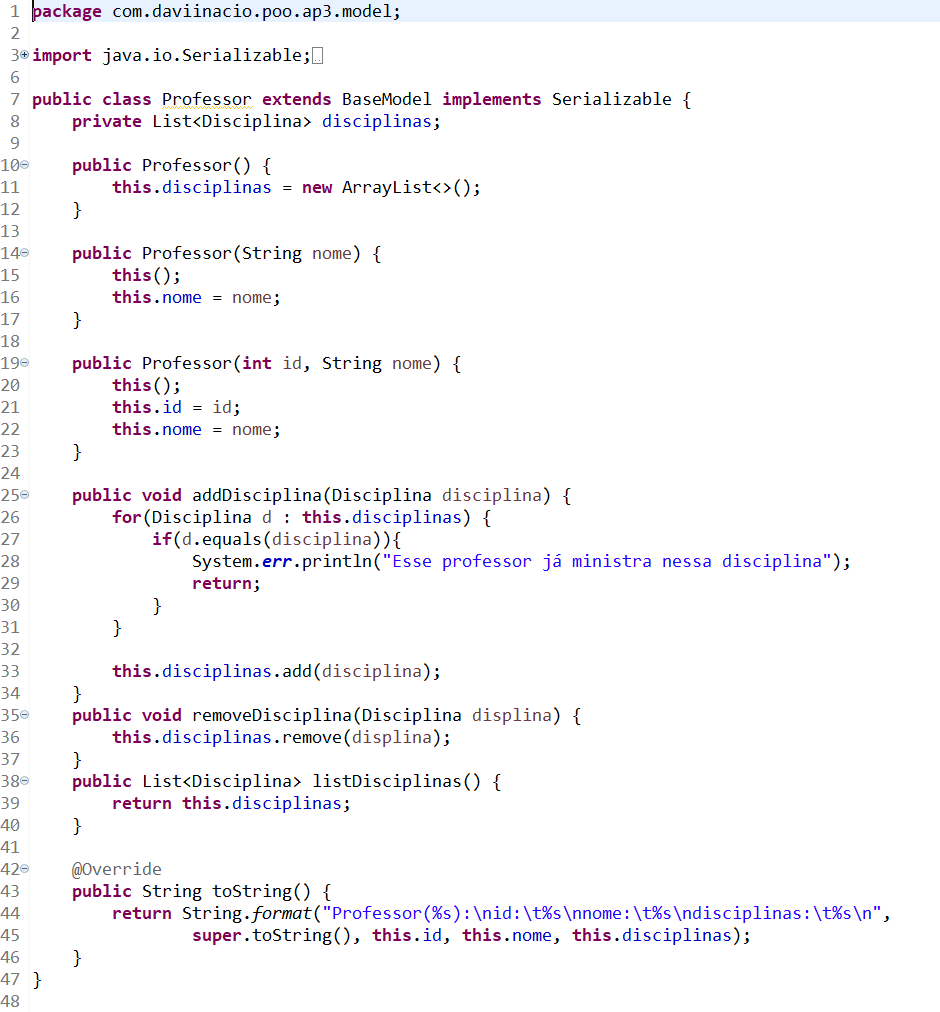 1 package com.daviinacio.poo.ap3.model;
2
3 import java.io.Serializable;
6
7 public class Professor extends BaseModel implements Serializable {
8     private List<Disciplina> disciplinas;
9
10     public Professor() {
11         this.disciplinas = new ArrayList<>();
12     }
13
14     public Professor(String nome) {
15         this();
16         this.nome = nome;
17     }
18
19     public Professor(int id, String nome) {
20         this();
21         this.id = id;
22         this.nome = nome;
23     }
24
25     public void addDisciplina(Disciplina disciplina) {
26         for(Disciplina d : this.disciplinas) {
27             if(d.equals(disciplina)){
28                 System.err.println("Esse professor já ministra nessa disciplina");
29                 return;
30             }
31         }
32
33         this.disciplinas.add(disciplina);
34     }
35     public void removeDisciplina(Disciplina displina) {
36         this.disciplinas.remove(displina);
37     }
38     public List<Disciplina> listDisciplinas() {
39         return this.disciplinas;
40     }
41
42     @Override
43     public String toString() {
44         return String.format("Professor(%s):\nid:\t%s\nnome:\t%s\ndisciplinas:\t%s\n",
45                 super.toString(), this.id, this.nome, this.disciplinas);
46     }
47 }
48